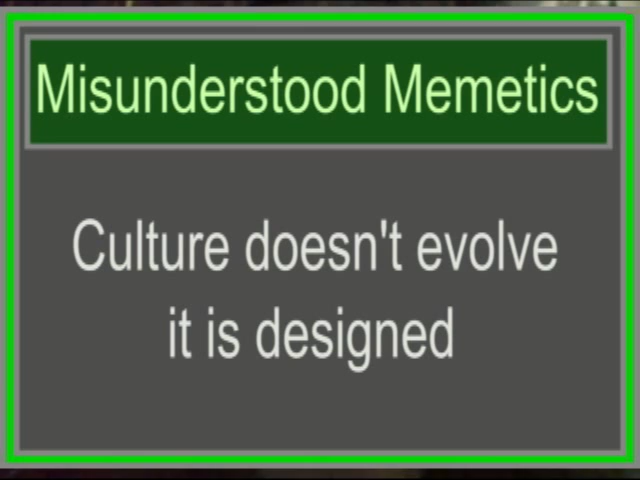 Misunderstood Memetics
Culture doesn't evolve
it is designed